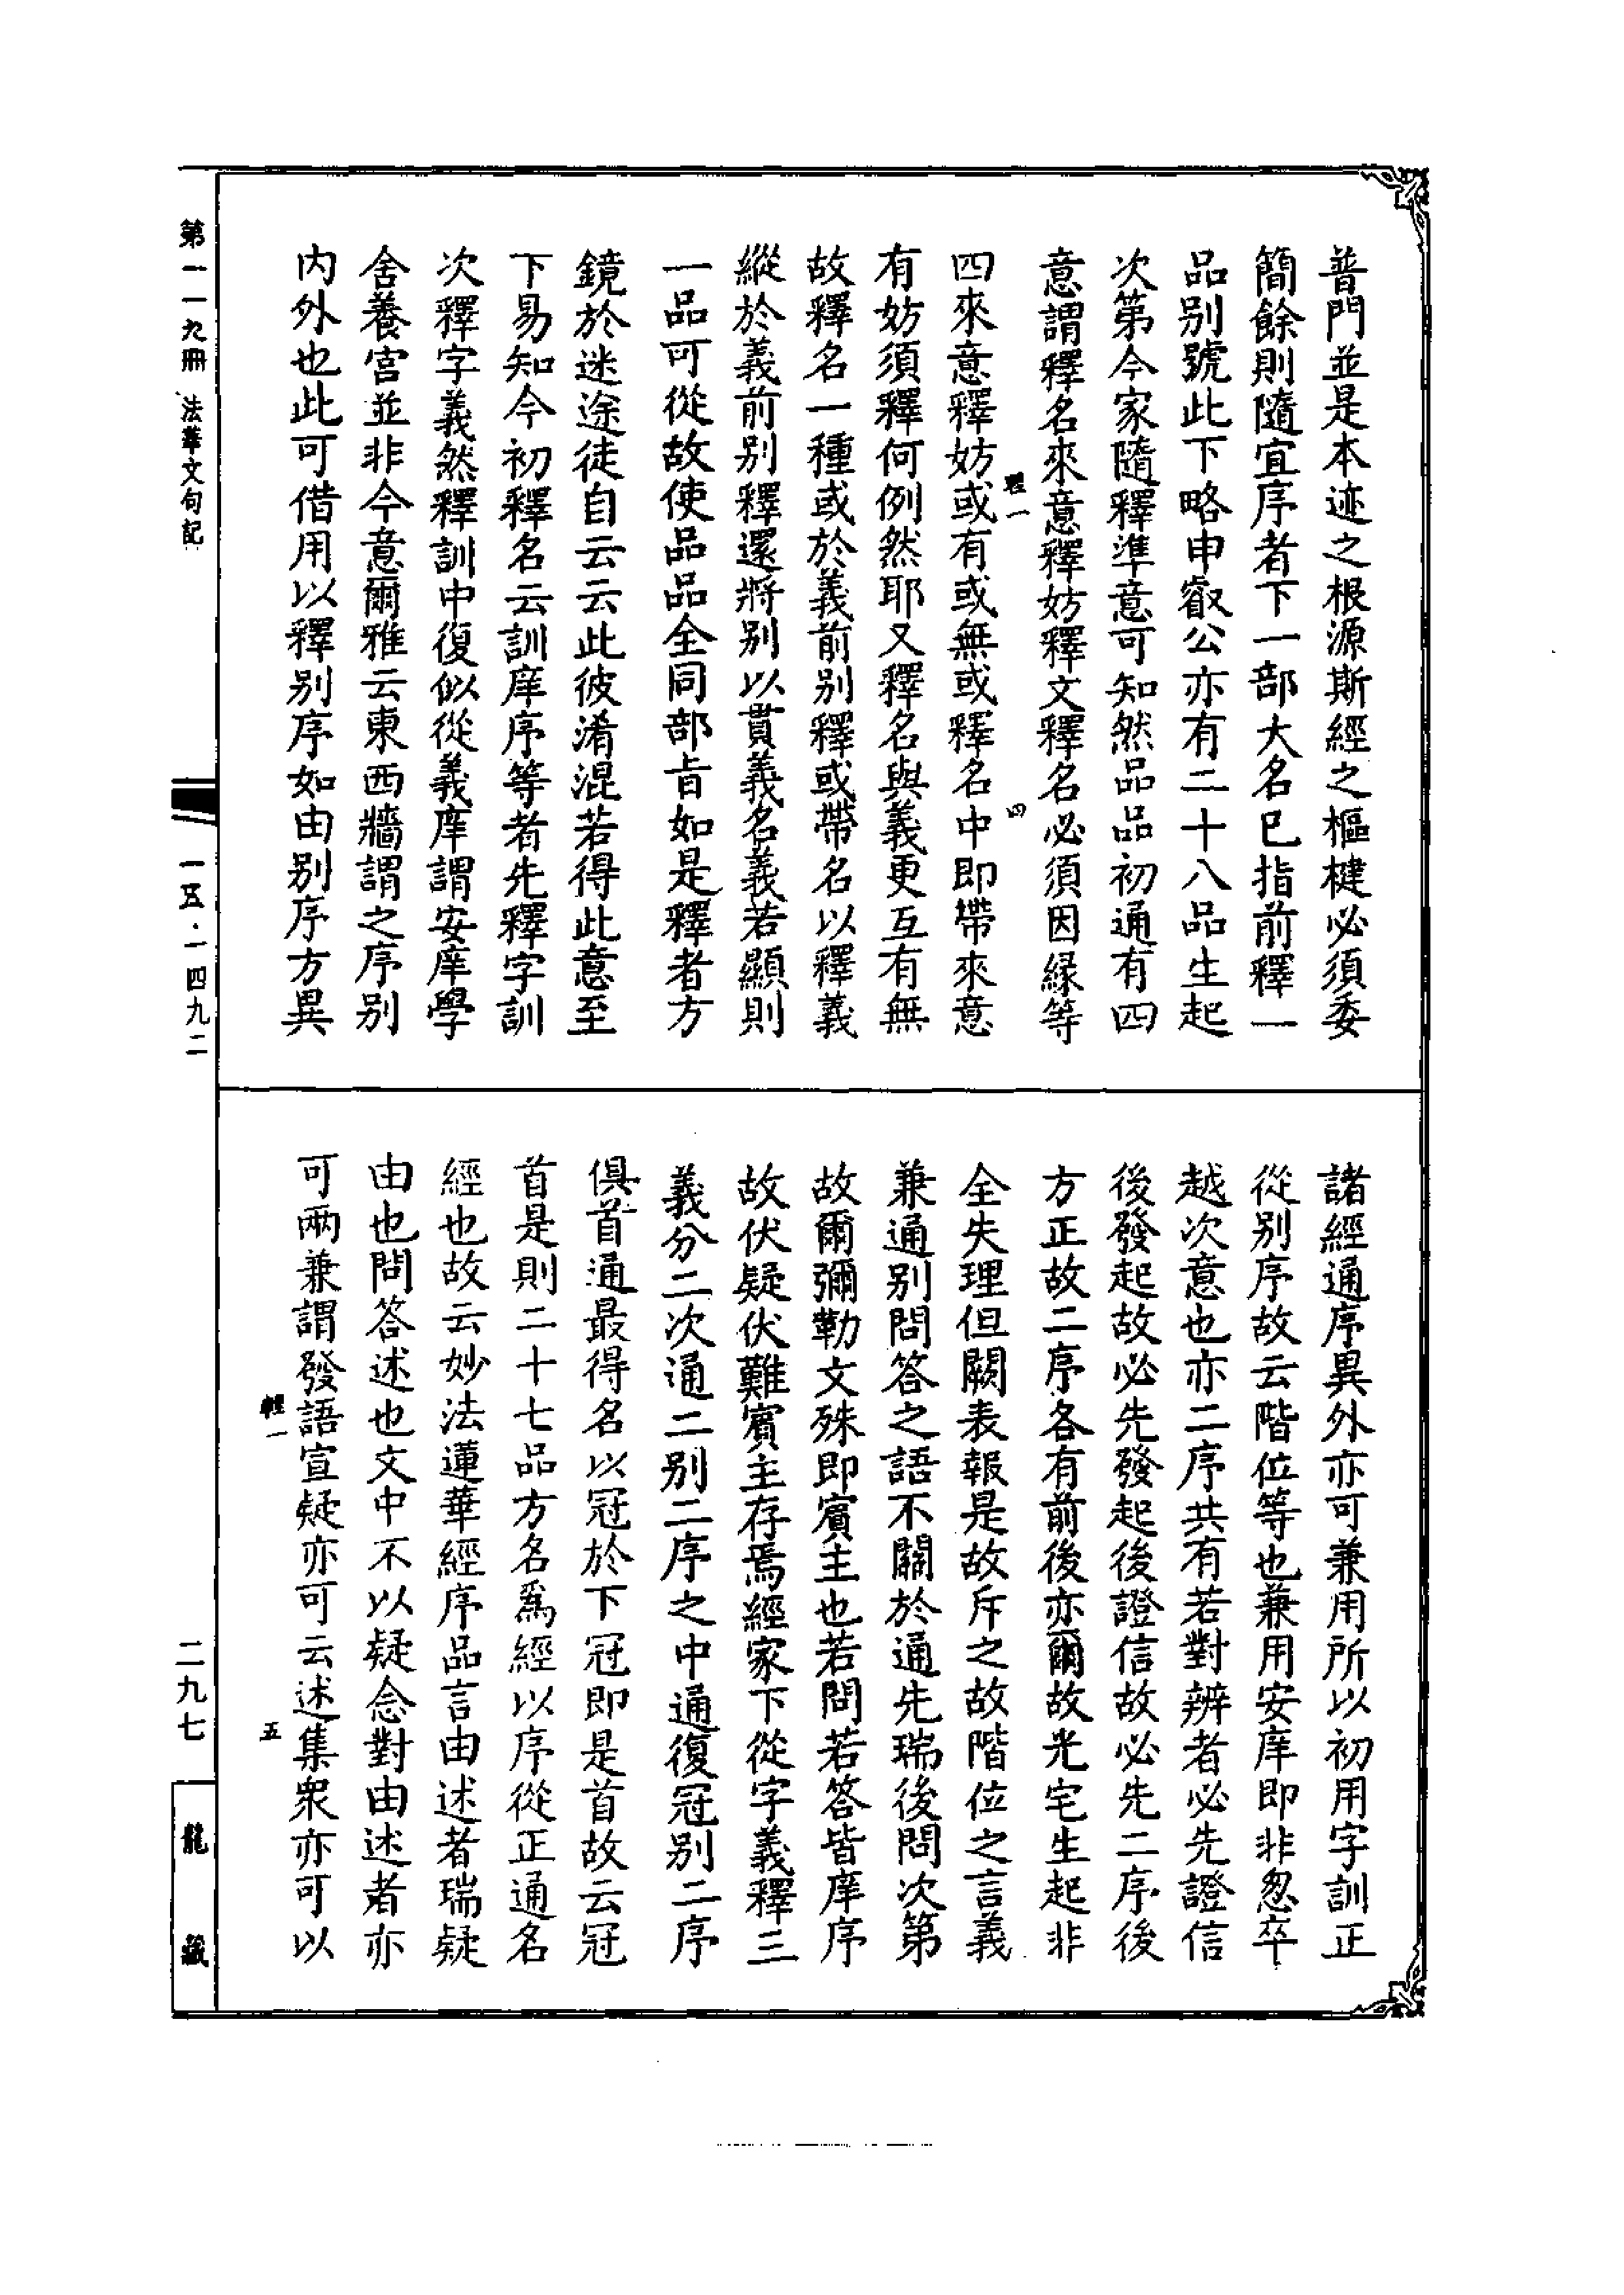 普門並是本迹之根源斯經之樞楗必須委
簡餘則隨宜序者下一部大名已指前釋一
品别號此下略申叡公亦有二十八品生起
次第今家隨釋準意可知然品品初通有四
意謂釋名來意釋妨釋文釋名必須因緣等
四來意釋妨或有或無或釋名中即帶來意
有妨須釋何例然耶又釋名與義更互有無
故釋名一種或於義前别釋或帶名以釋義
縱於義前别釋還將别以貫義名義若顯則
一品可從故使品品全同部旨如是釋者方
鏡於迷途徒自云云此彼淆混若得此意至
下易知今初釋名云訓庠序等者先釋字訓
次釋字義然釋訓中復似從義庠謂安庠學
舍養宮並非今意爾雅云東西牆謂之序别
内外也此可借用以釋别序如由别序方異
諸經通序異外亦可兼用所以初用字訓正
從别序故云階位等也兼用安庠即非怱卒
越次意也亦二序共有若對辨者必先證信
後發起故必先發起後證信故必先二序後
方正故二序各有前後亦爾故光宅生起非
全失理但闕表報是故斥之故階位之言義
兼通别問答之語不關於通先瑞後問次第
故爾彌勒文殊即賓主也若問若答皆庠序
故伏疑伏難賓主存焉經家下從字義釋三
義分二次通二别二序之中通復冠别二序
俱首通最得名以冠於下冠即是首故云冠
首是則二十七品方名爲經以序從正通名
經也故云妙法蓮華經序品言由述者瑞疑
由也問答述也文中不以疑念對由述者亦
可兩兼謂發語宣疑亦可云述集衆亦可以
第一一九冊 法華文句記
一五·一四九二
二九七
龍藏
四
五